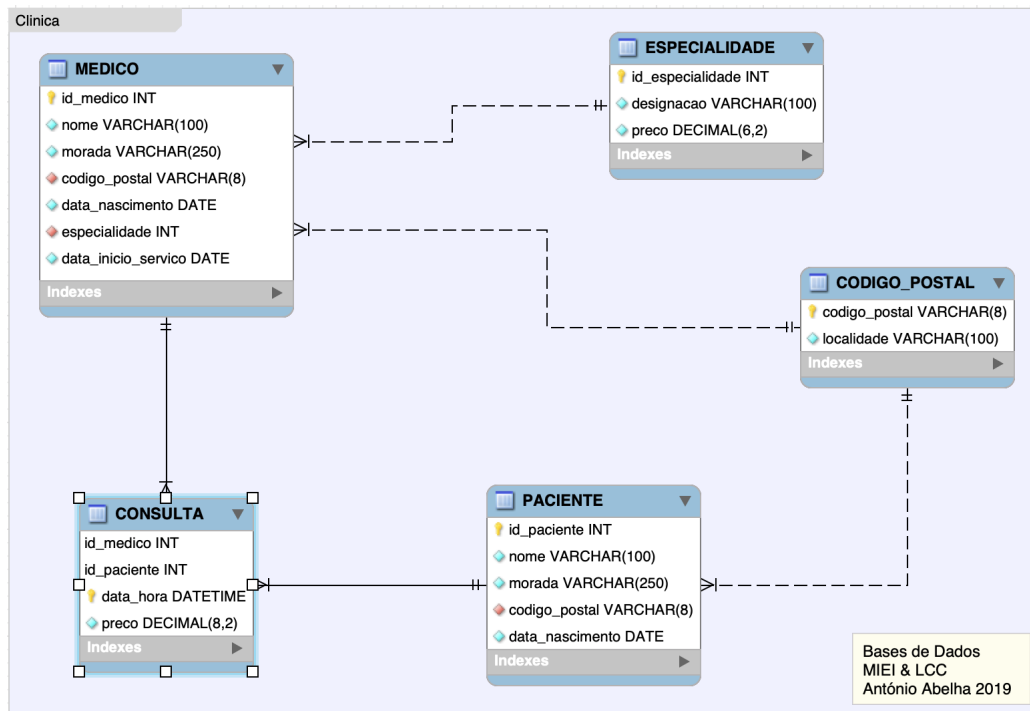 Clinica
MEDICO
id_medico INT
nome VARCHAR(100)
morada VARCHAR(250)
codigo_postal VARCHAR(8)
data_nascimento DATE
especialidade INT
data_inicio_servico DATE
Indexes
ESPECIALIDADE
id_especialidade INT
designacao VARCHAR(100)
preco DECIMAL(6,2)
Indexes
CODIGO_POSTAL
codigo_postal VARCHAR(8)
localidade VARCHAR(100)
Indexes
CONSULTA
id_medico INT
id_paciente INT
data_hora DATETIME
preco DECIMAL(8,2)
Indexes
PACIENTE
id_paciente INT
nome VARCHAR(100)
morada VARCHAR(250)
codigo_postal VARCHAR(8)
data_nascimento DATE
Indexes
Bases de Dados
MIEI & LCC
António Abelha 2019